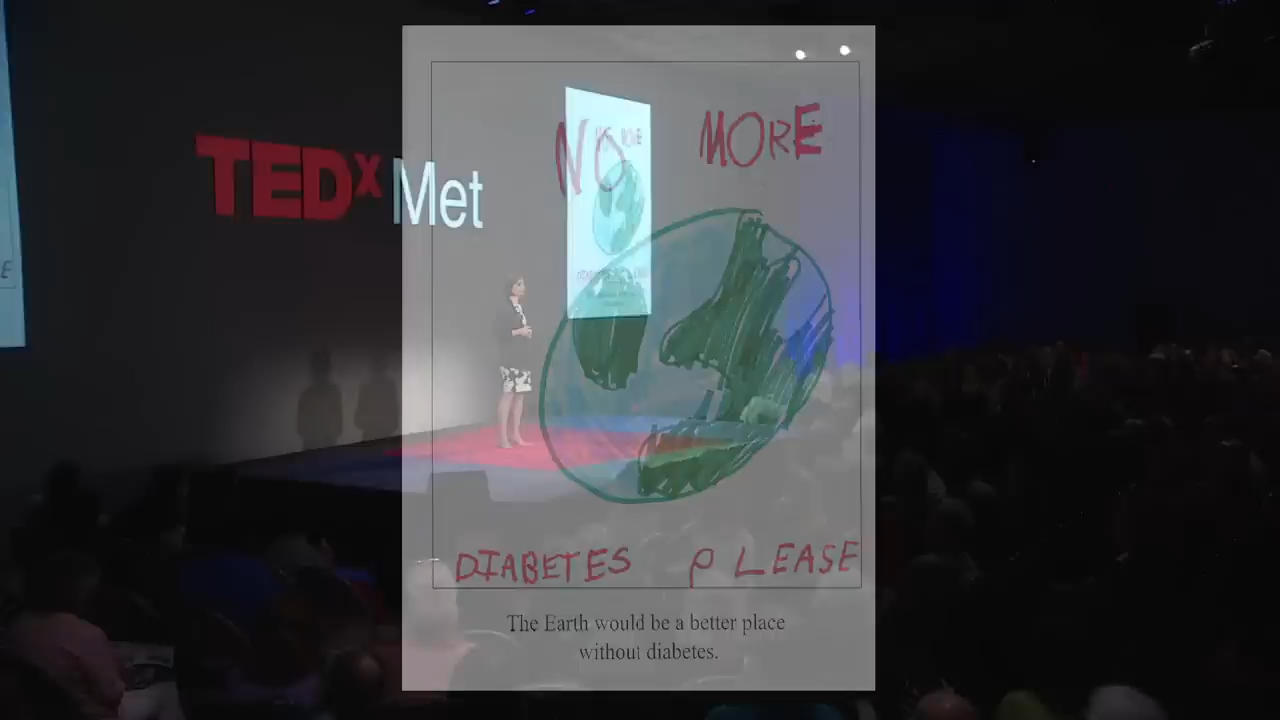 TEDx Met
NO MORE
DIABETES PLEASE
The Earth would be a better place
without diabetes.